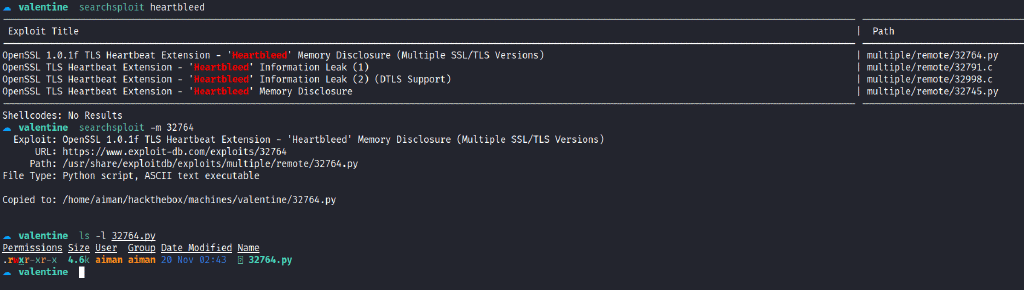 valentine searchsploit heartbleed
Exploit Title | Path
OpenSSL 1.0.1f TLS Heartbeat Extension - 'Heartbleed' Memory Disclosure (Multiple SSL/TLS Versions) | multiple/remote/32764.py
OpenSSL TLS Heartbeat Extension - 'Heartbleed' Information Leak (1) | multiple/remote/32791.c
OpenSSL TLS Heartbeat Extension - 'Heartbleed' Information Leak (2) (DTLS Support) | multiple/remote/32998.c
OpenSSL TLS Heartbeat Extension - 'Heartbleed' Memory Disclosure | multiple/remote/32745.py
Shellcodes: No Results
valentine searchsploit -m 32764
Exploit: OpenSSL 1.0.1f TLS Heartbeat Extension - 'Heartbleed' Memory Disclosure (Multiple SSL/TLS Versions)
URL: https://www.exploit-db.com/exploits/32764
Path: /usr/share/exploitdb/exploits/multiple/remote/32764.py
File Type: Python script, ASCII text executable
Copied to: /home/aiman/hackthebox/machines/valentine/32764.py
valentine ls -l 32764.py
Permissions Size User Group Date Modified Name
.rwxr-xr-x 4.6k aiman aiman 20 Nov 02:43 32764.py
valentine